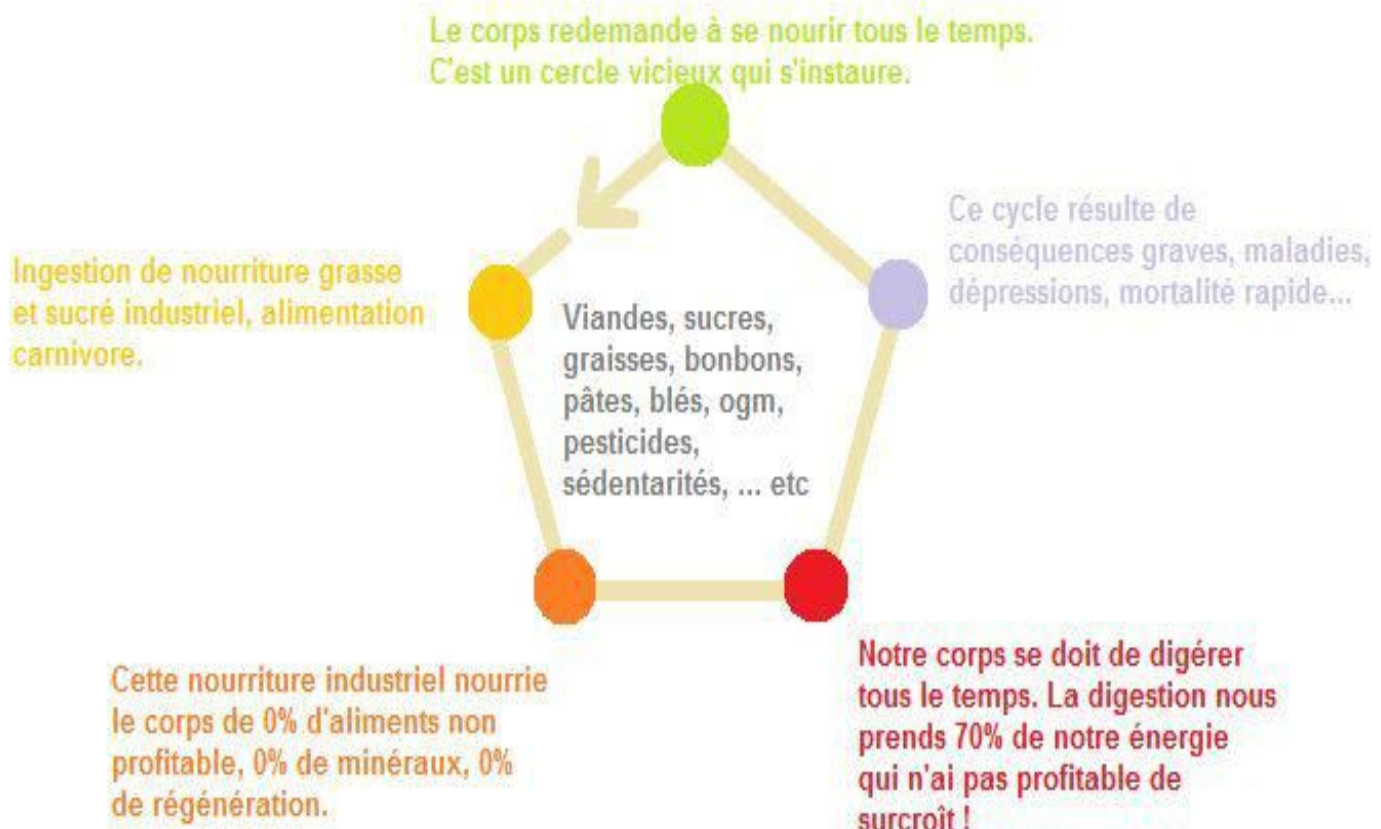 Le corps redemande à se nourir tous le temps.
C'est un cercle vicieux qui s'instaure.
Ce cycle résulte de
conséquences graves, maladies,
dépressions, mortalité rapide...
Ingestion de nourriture grasse
et sucré industriel, alimentation
carnivore.
Viandes, sucres,
graisses, bonbons,
pâtes, blés, ogm,
pesticides,
sédentarités, ... etc
Cette nourriture industriel nourrie
le corps de 0% d'aliments non
profitable, 0% de minéraux, 0%
de régénération.
Notre corps se doit de digérer
tous le temps. La digestion nous
prends 70% de notre énergie
qui n'ai pas profitable de
surcroît !